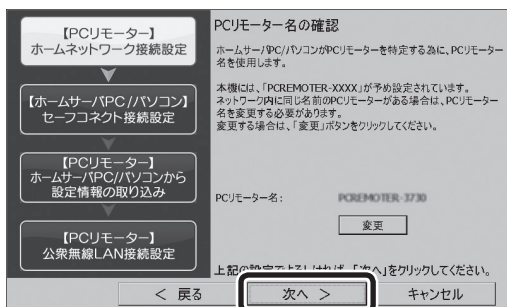 【PCリモーター】
ホームネットワーク接続設定
【ホームサーバPC/パソコン】
セーフコネクト接続設定
【PCリモーター】
ホームサーバPC/パソコンから
設定情報の取り込み
【PCリモーター】
公衆無線LAN接続設定
PCリモーター名の確認
ホームサーバPC/パソコンがPCリモーターを特定する為に、PCリモーター
名を使用します。
本機には、「PCREMOTER-XXXX」が予め設定されています。
ネットワーク内に同じ名前のPCリモーターがある場合は、PCリモーター
名を変更する必要があります。
変更する場合は、「変更」ボタンをクリックしてください。
PCリモーター名: PCREMOTER-3730
変更
上記の設定でよろしければ、「次へ」をクリックしてください。
< 戻る
次へ >
キャンセル